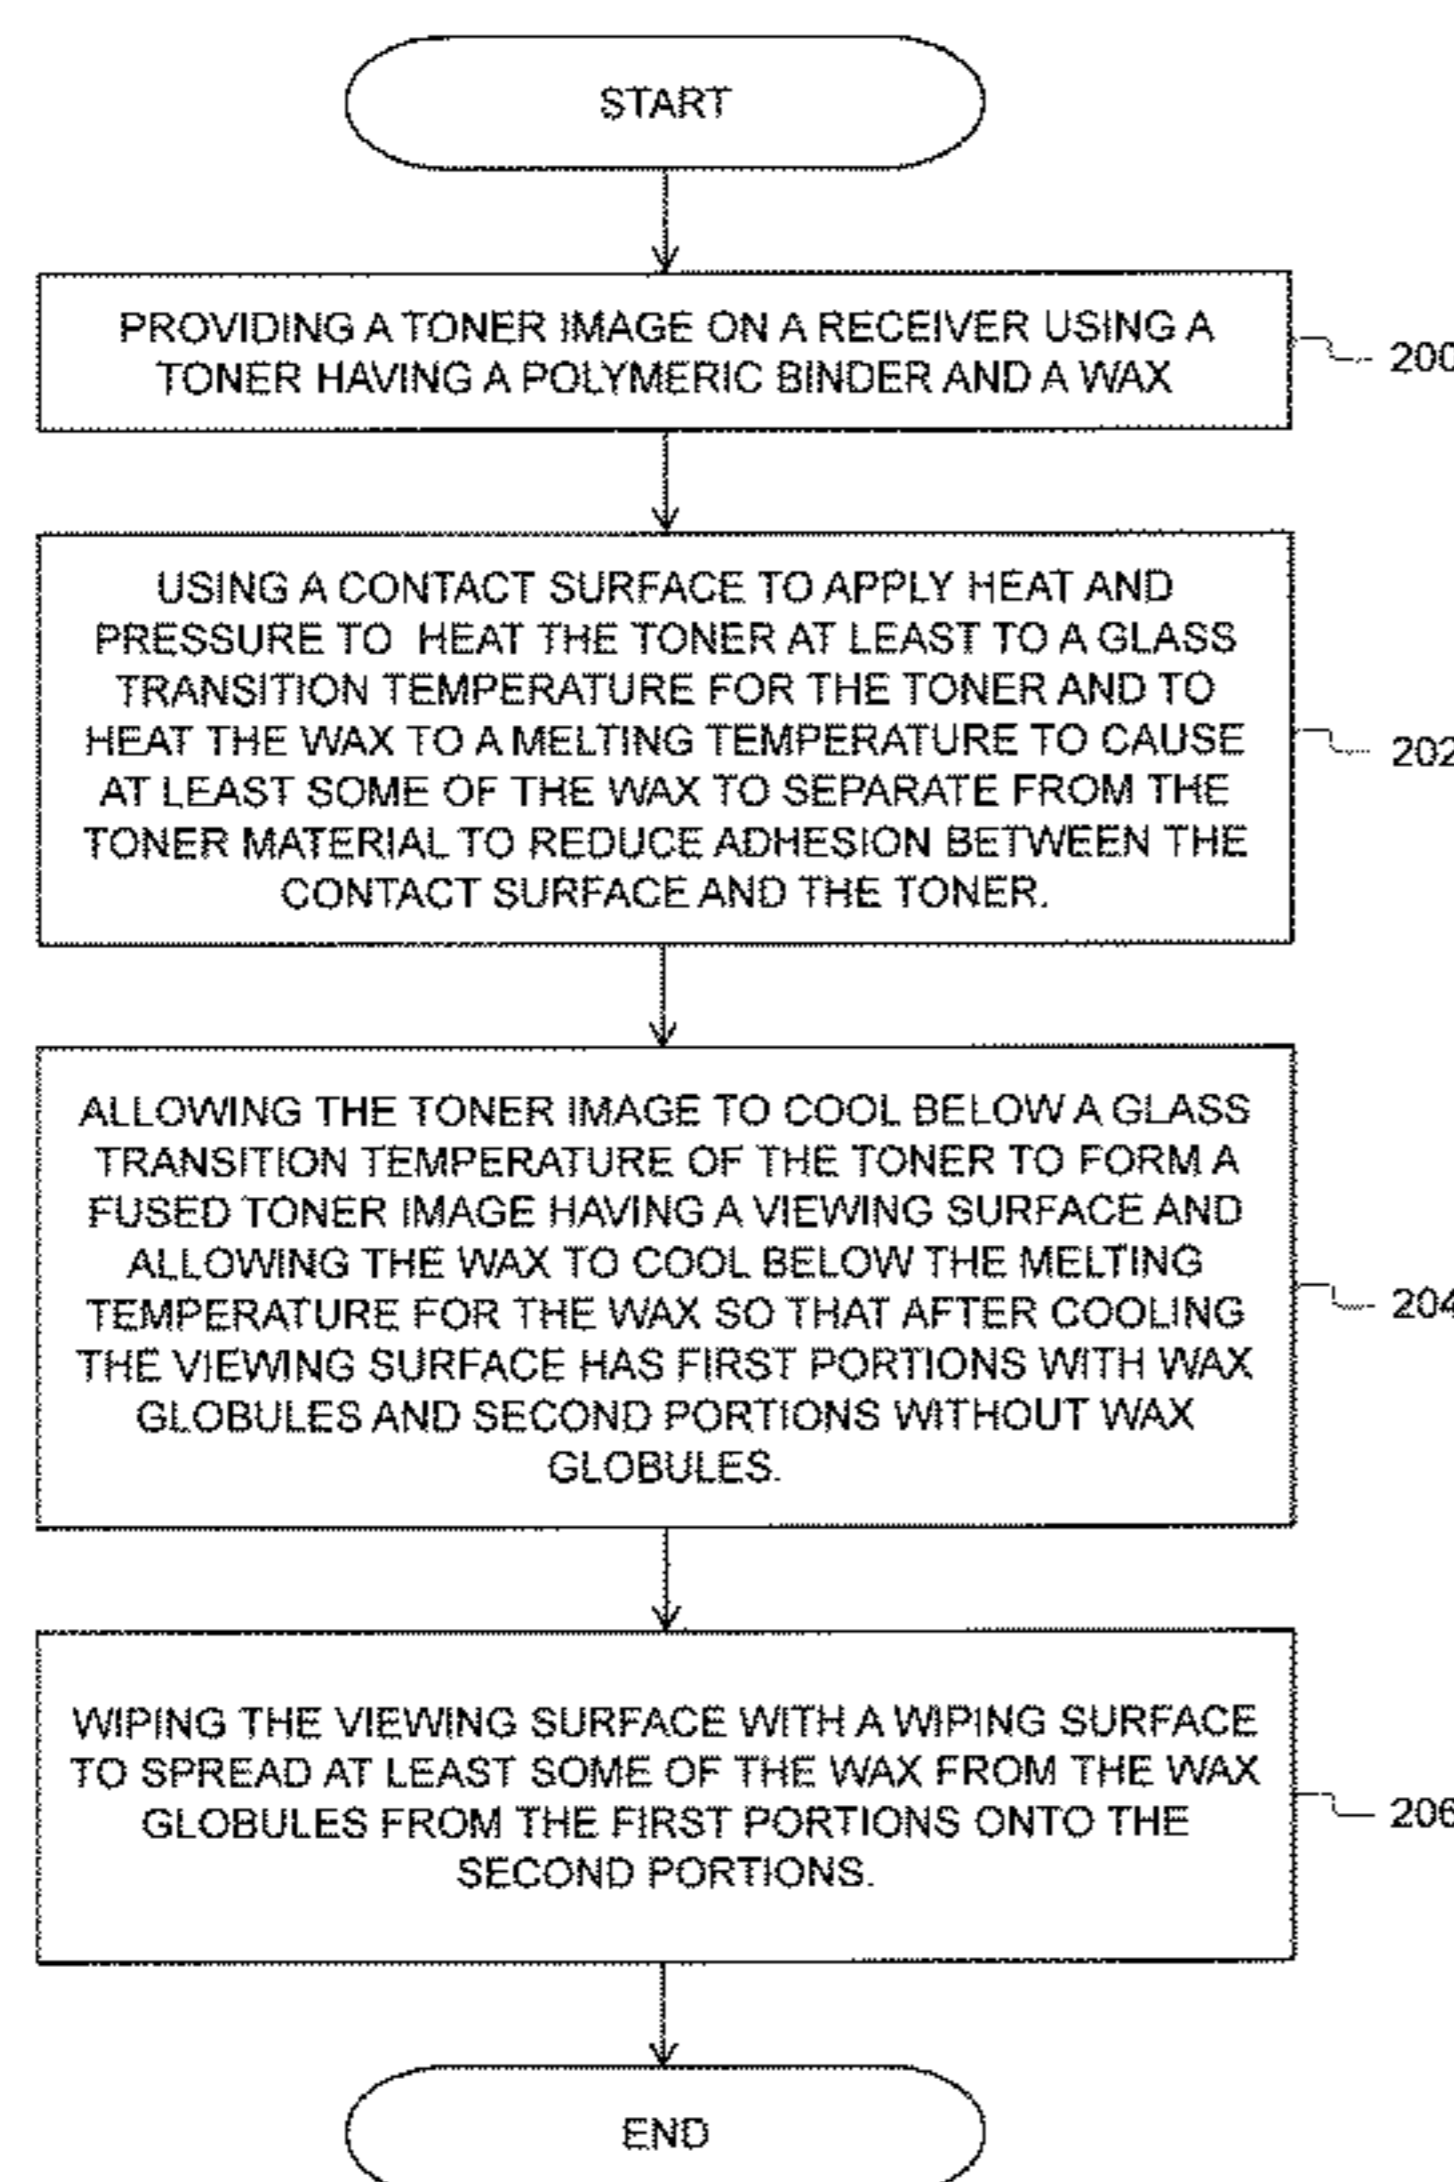 START
PROVIDING A TONER IMAGE ON A RECEIVER USING A
TONER HAVING A POLYMERIC BINDER AND A WAX
200
USING A CONTACT SURFACE TO APPLY HEAT AND
PRESSURE TO HEAT THE TONER AT LEAST TO A GLASS
TRANSITION TEMPERATURE FOR THE TONER AND TO
HEAT THE WAX TO A MELTING TEMPERATURE TO CAUSE
AT LEAST SOME OF THE WAX TO SEPARATE FROM THE
TONER MATERIAL TO REDUCE ADHESION BETWEEN THE
CONTACT SURFACE AND THE TONER.
202
ALLOWING THE TONER IMAGE TO COOL BELOW A GLASS
TRANSITION TEMPERATURE OF THE TONER TO FORM A
FUSED TONER IMAGE HAVING A VIEWING SURFACE AND
ALLOWING THE WAX TO COOL BELOW THE MELTING
TEMPERATURE FOR THE WAX SO THAT AFTER COOLING
THE VIEWING SURFACE HAS FIRST PORTIONS WITH WAX
GLOBULES AND SECOND PORTIONS WITHOUT WAX
GLOBULES.
204
WIPING THE VIEWING SURFACE WITH A WIPING SURFACE
TO SPREAD AT LEAST SOME OF THE WAX FROM THE WAX
GLOBULES FROM THE FIRST PORTIONS ONTO THE
SECOND PORTIONS.
206
END